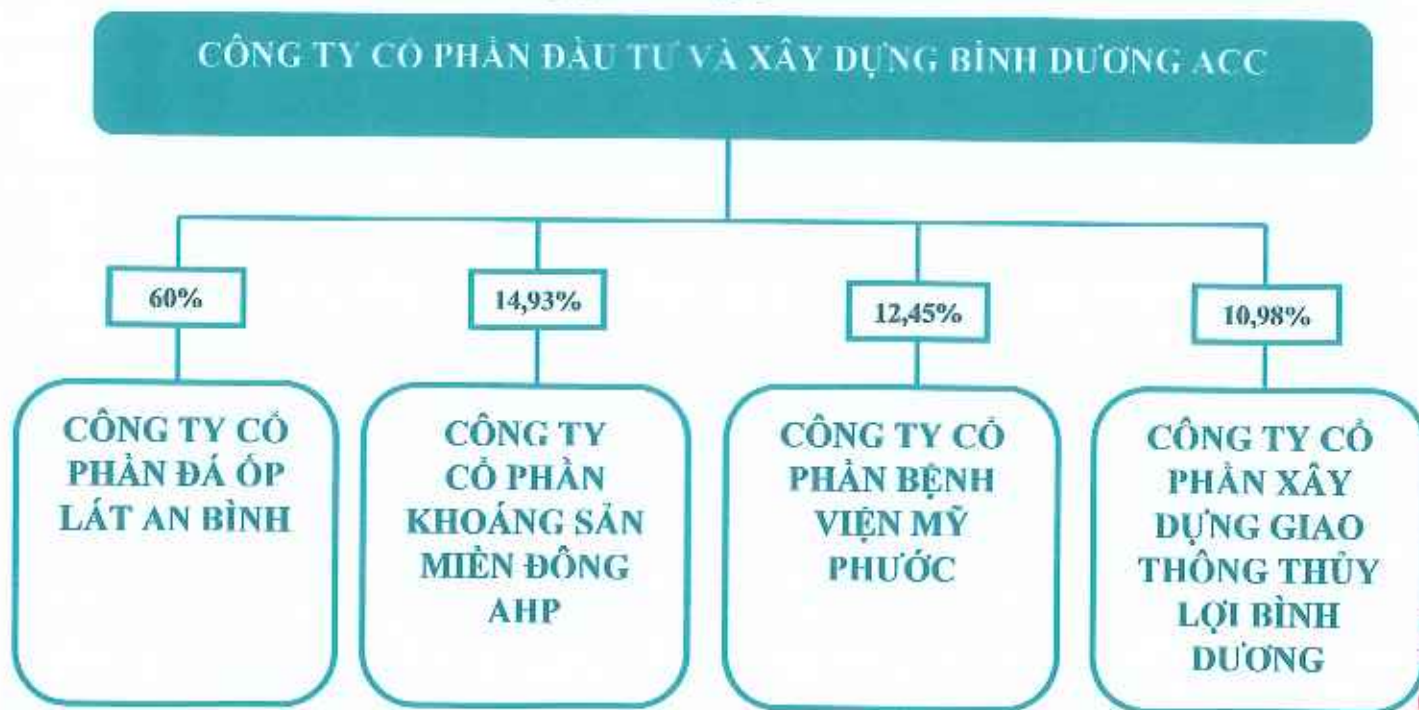 CÔNG TY CỔ PHẦN ĐẦU TƯ VÀ XÂY DỰNG BÌNH DƯƠNG ACC
60%
14,93%
12,45%
10,98%
CÔNG TY CỔ
PHẦN ĐÁ ỐP
LÁT AN BÌNH
CÔNG TY
CỔ PHẦN
KHOÁNG SẢN
MIỀN ĐÔNG
AHP
CÔNG TY CỔ
PHẦN BỆNH
VIỆN MỸ
PHƯỚC
CÔNG TY CỔ
PHẦN XÂY
DỰNG GIAO
THÔNG THỦY
LỢI BÌNH
DƯƠNG